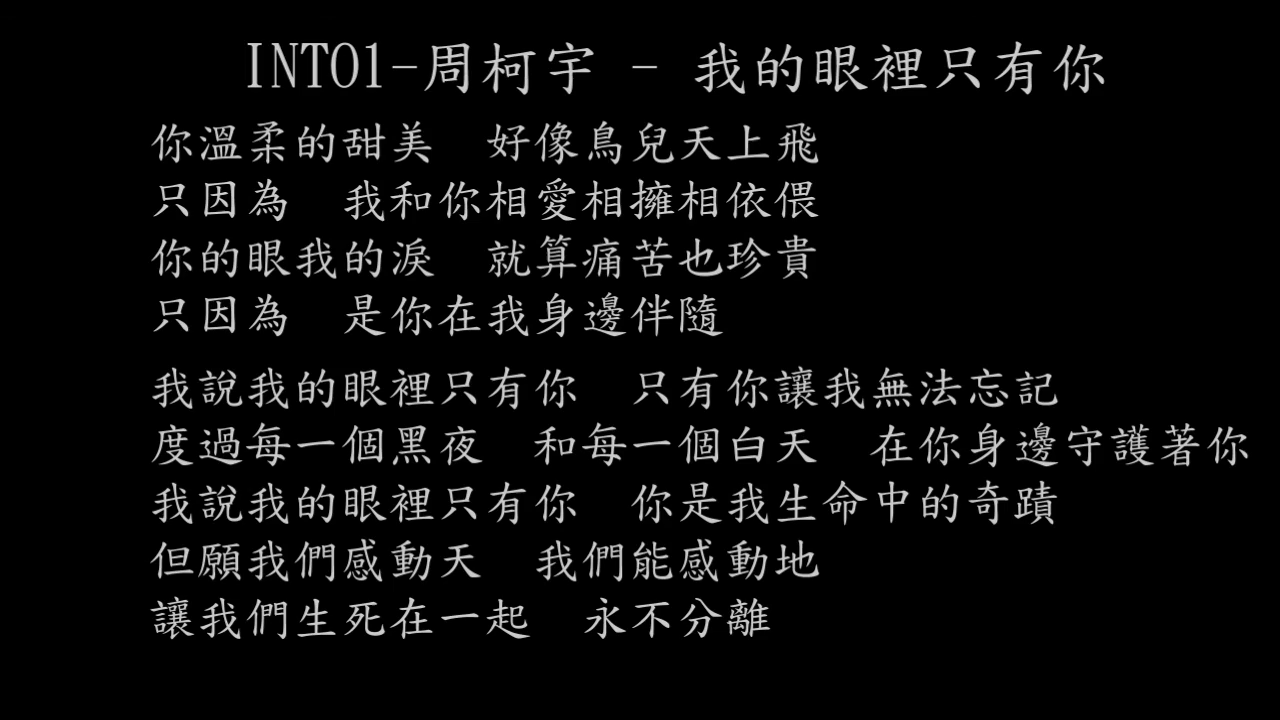 INTO1-周柯宇 - 我的眼裡只有你
你溫柔的甜美　好像鳥兒天上飛
只因為　我和你相愛相擁相依偎
你的眼我的淚　就算痛苦也珍貴
只因為　是你在我身邊伴隨
我說我的眼裡只有你　只有你讓我無法忘記
度過每一個黑夜　和每一個白天　在你身邊守護著你
我說我的眼裡只有你　你是我生命中的奇蹟
但願我們感動天　我們能感動地
讓我們生死在一起　永不分離